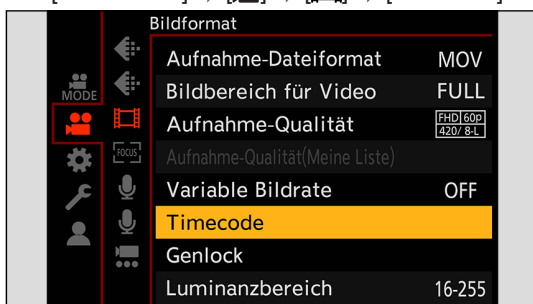 Bildformat
Aufnahme-Dateiformat MOV
Bildbereich für Video FULL
Aufnahme-Qualität FHD 60p 420/8-L
Aufnahme-Qualität(Meine Liste)
Variable Bildrate OFF
Timecode
Genlock
Luminanzbereich 16-255
MODE
FOCUS